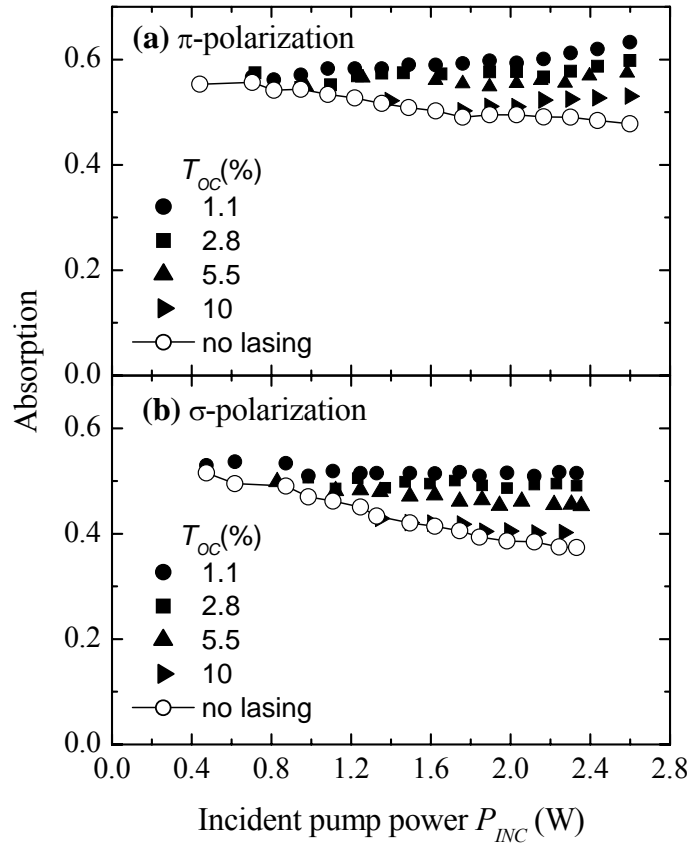 (a) π-polarization
0.6
0.4
0.2
0.0
T_OC(%)
1.1
2.8
5.5
10
no lasing
Absorption
(b) σ-polarization
0.6
0.4
0.2
0.0
T_OC(%)
1.1
2.8
5.5
10
no lasing
0.0 0.4 0.8 1.2 1.6 2.0 2.4 2.8
Incident pump power P_INC (W)